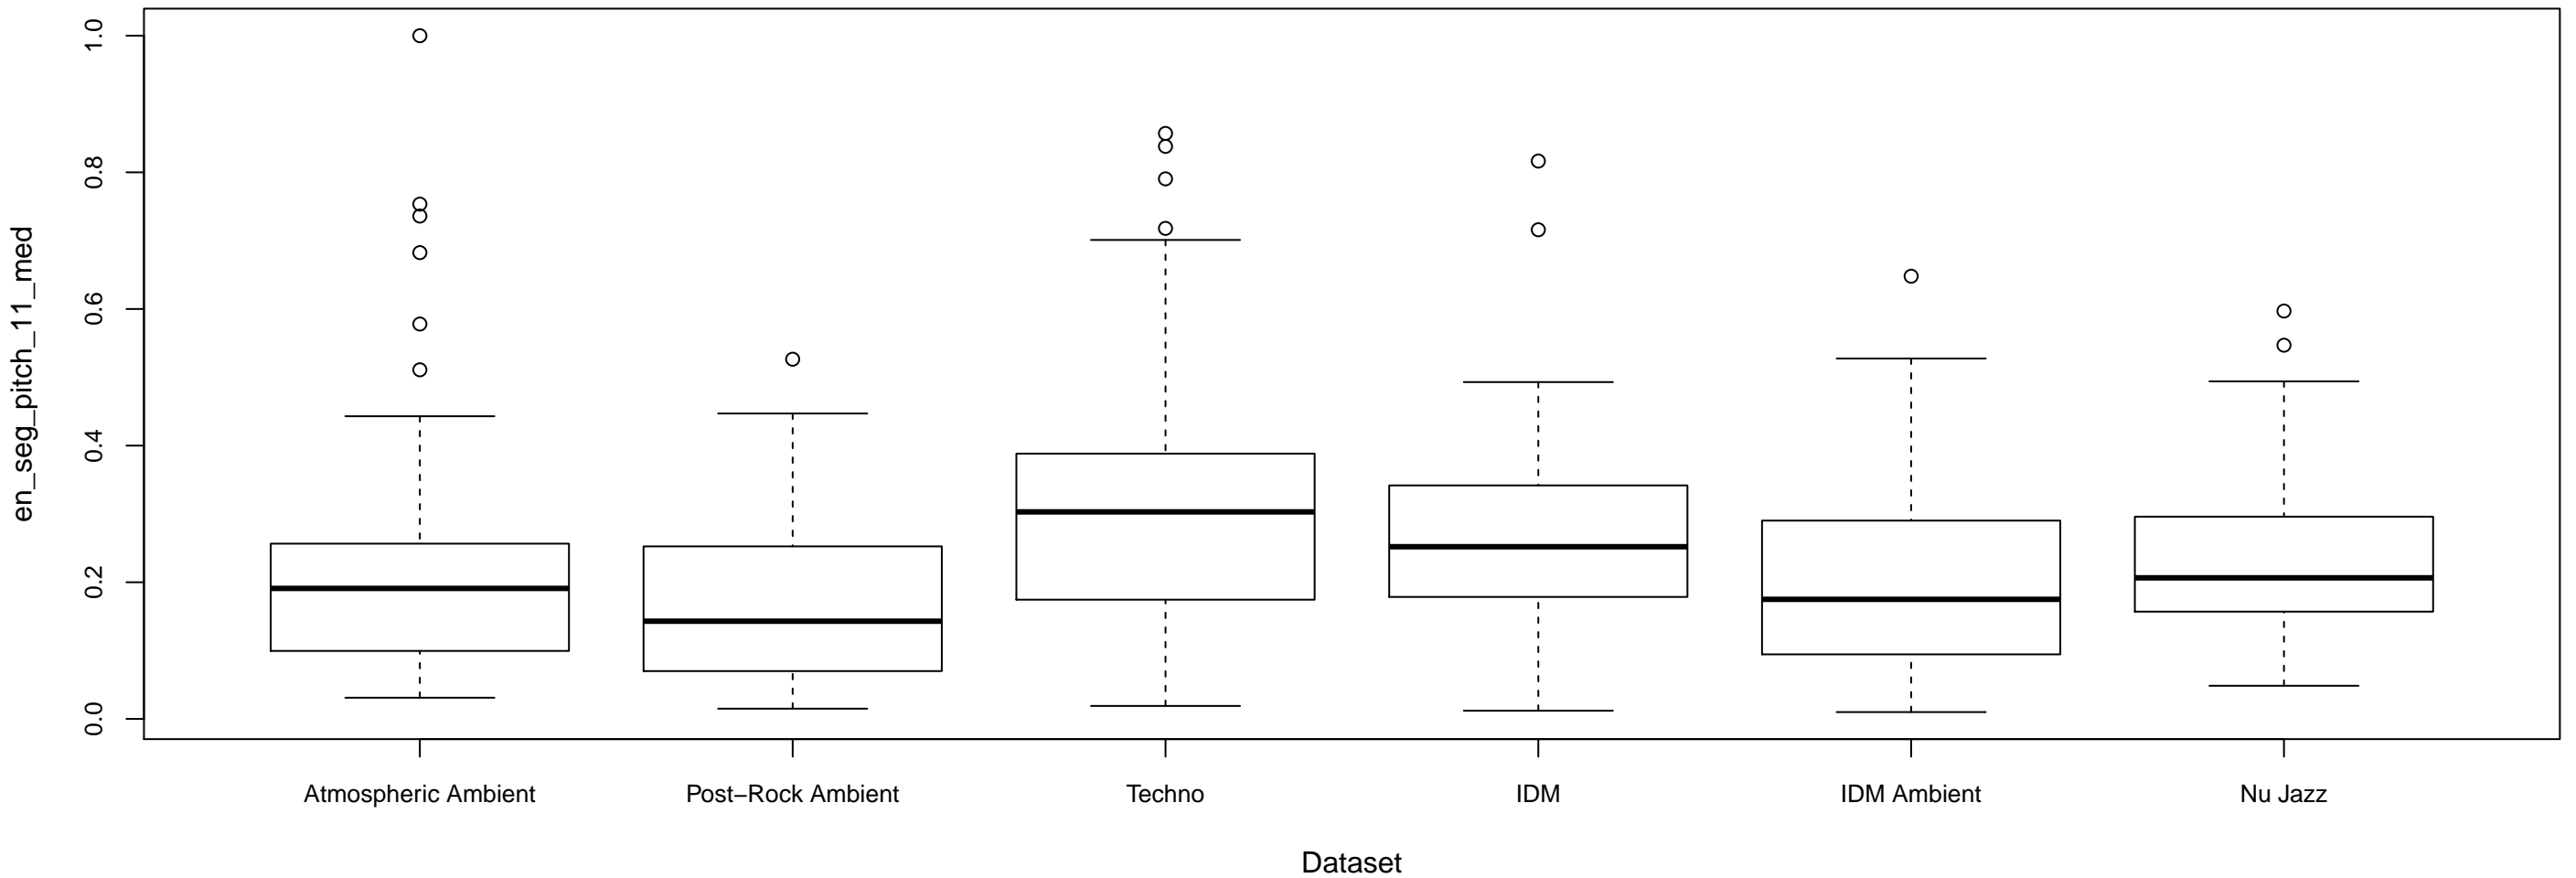 en_seg_pitch_11_med
1.0
0.8
0.6
0.4
0.2
0.0
Atmospheric Ambient
Post−Rock Ambient
Techno
IDM
IDM Ambient
Nu Jazz
Dataset